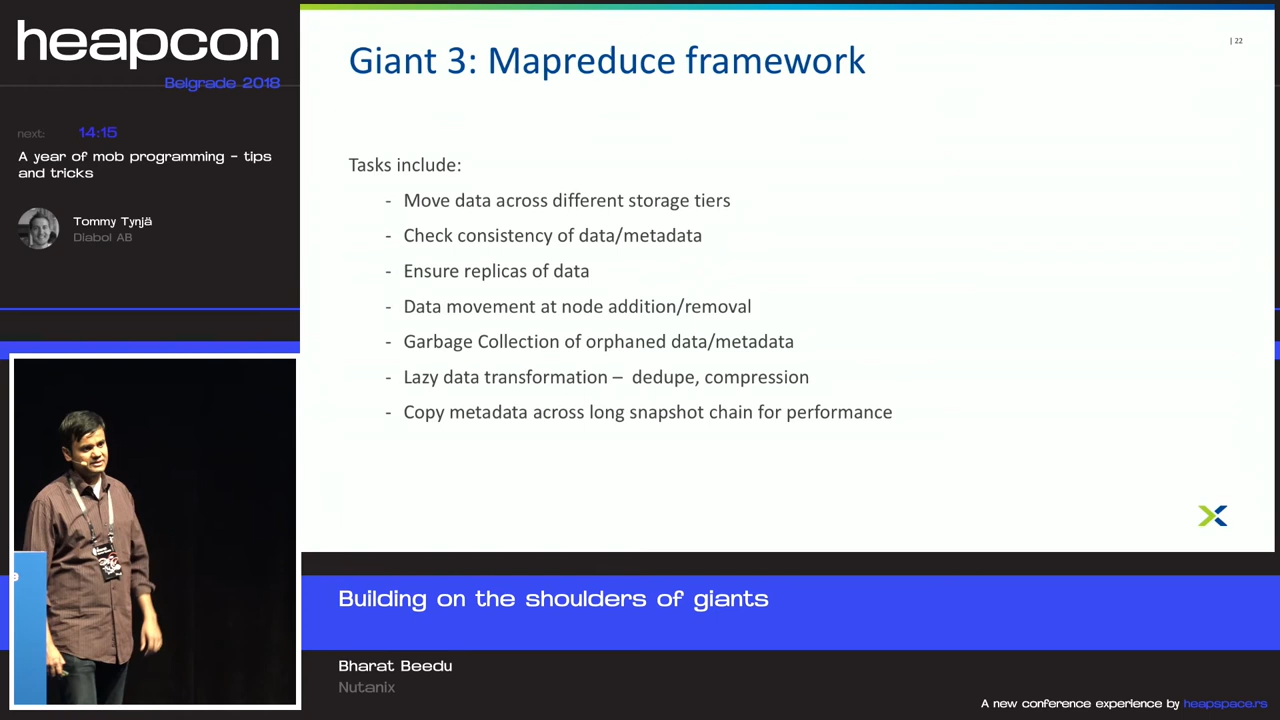 heapcon
Belgrade 2018
next: 14:15
A year of mob programming - tips
and tricks
Tommy Tynjä
Diabol AB
| 22
Giant 3: Mapreduce framework
Tasks include:
- Move data across different storage tiers
- Check consistency of data/metadata
- Ensure replicas of data
- Data movement at node addition/removal
- Garbage Collection of orphaned data/metadata
- Lazy data transformation – dedupe, compression
- Copy metadata across long snapshot chain for performance
Building on the shoulders of giants
Bharat Beedu
Nutanix
A new conference experience by heapspace.rs